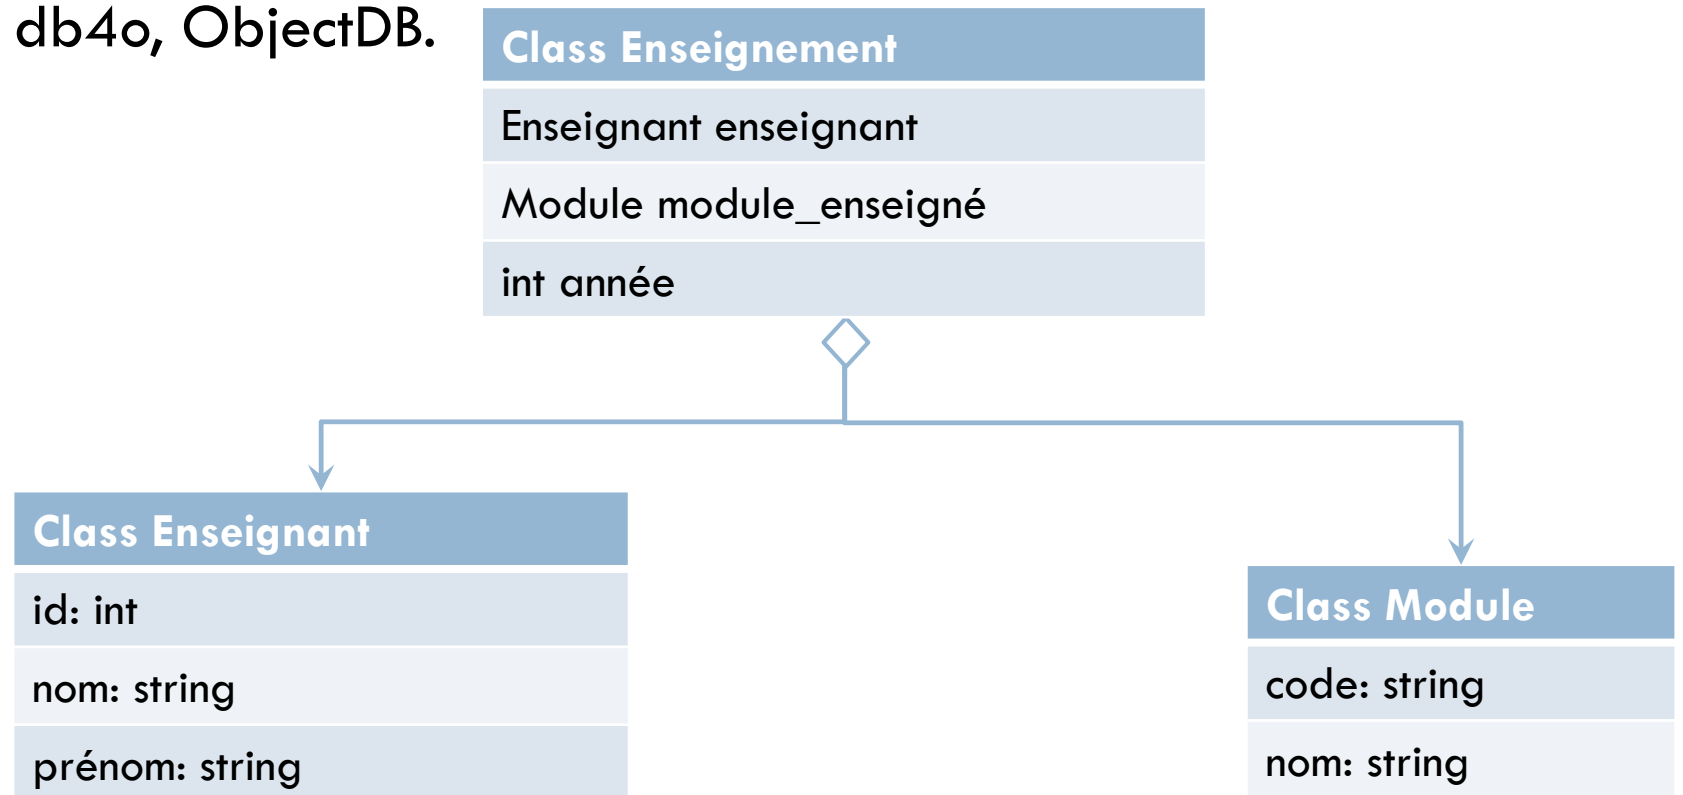 db4o, ObjectDB.
Class Enseignement
Enseignant enseignant
Module module_enseigné
int année
Class Enseignant
id: int
nom: string
prénom: string
Class Module
code: string
nom: string